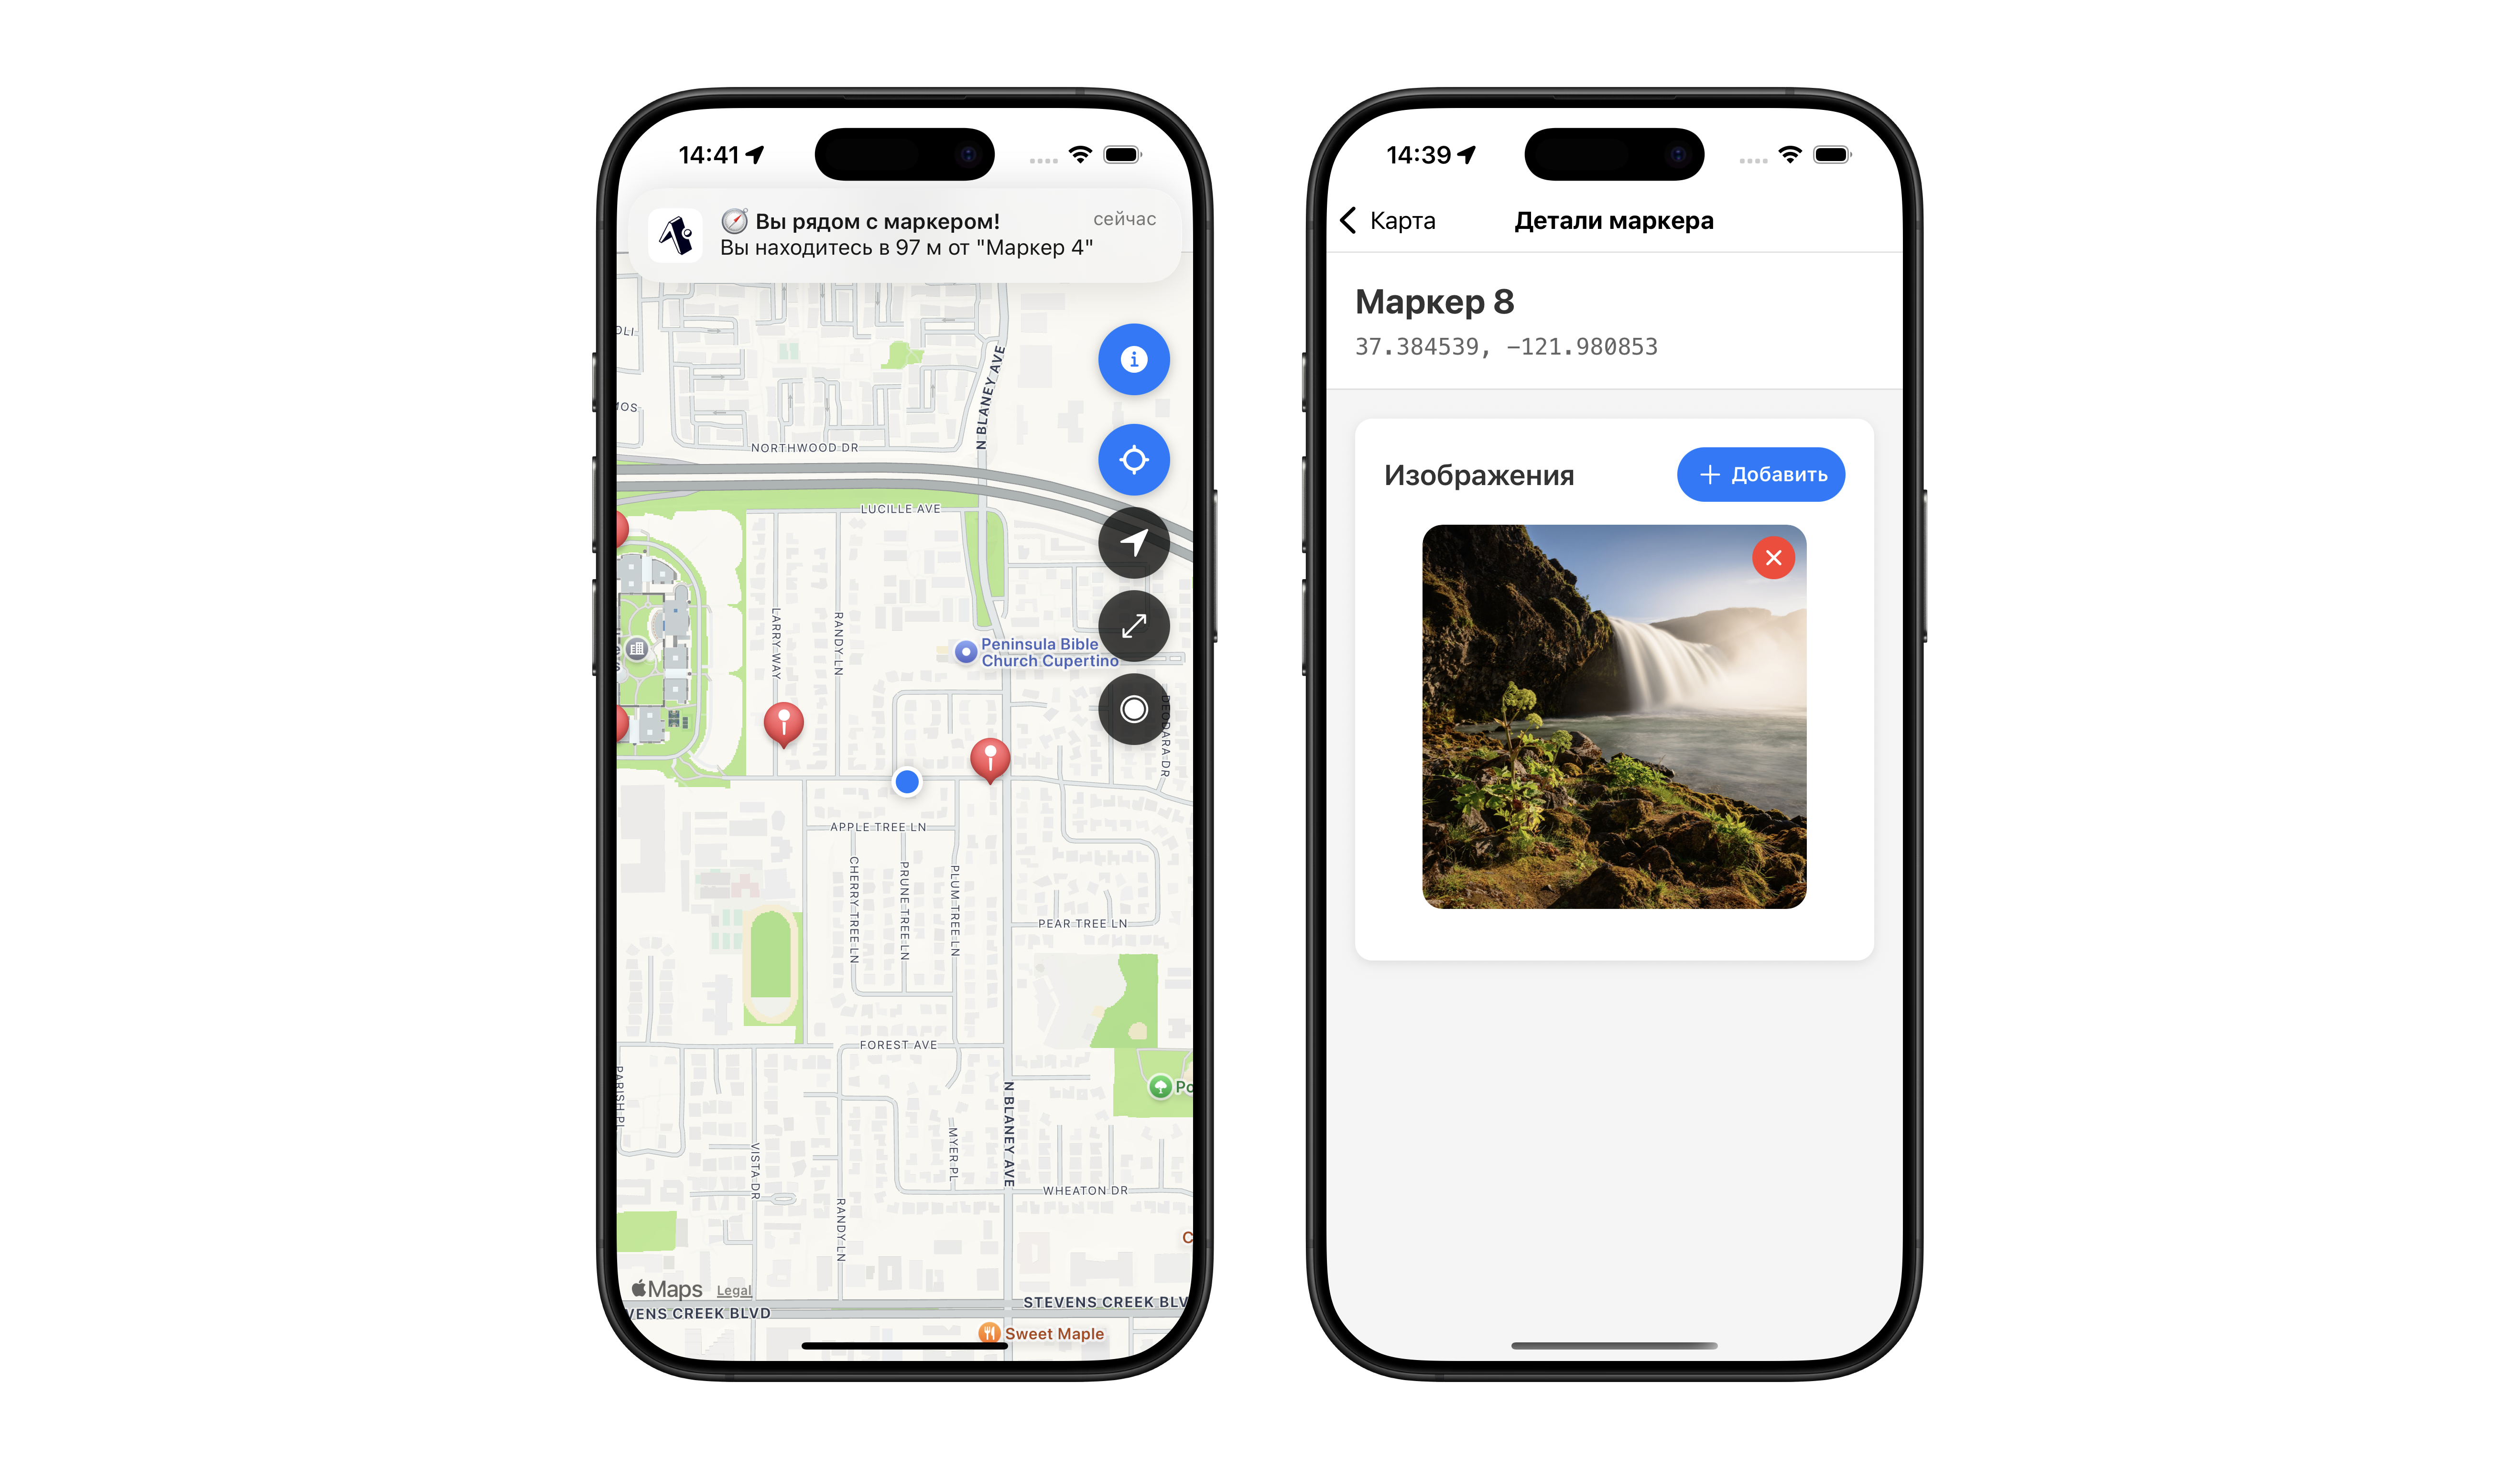 14:41
🧭 Вы рядом с маркером!
сейчас
Вы находитесь в 97 м от "Маркер 4"
N BLANEY AVE
NORTHWOOD DR
LUCILLE AVE
LARRY WAY
RANDY LN
Peninsula Bible
Church Cupertino
DEODARA DR
APPLE TREE LN
CHERRY TREE LN
PRUNE TREE LN
PLUM TREE LN
PEAR TREE LN
FOREST AVE
PARISH PL
N BLANEY AVE
VISTA DR
MYER PL
WHEATON DR
RANDY LN
Maps
Legal
VENS CREEK BLVD
STEVENS CREEK BLV
Sweet Maple
14:39
Карта
Детали маркера
Маркер 8
37.384539, -121.980853
Изображения
+ Добавить